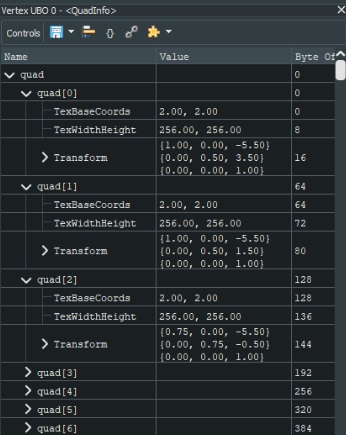 Vertex UBO 0 - <QuadInfo>
Controls {}
Name Value Byte Of
quad 0
quad[0] 0
TexBaseCoords 2.00, 2.00 0
TexWidthHeight 256.00, 256.00 8
{1.00, 0.00, -5.50}
Transform {0.00, 0.50, 3.50} 16
{0.00, 0.00, 1.00}
quad[1] 64
TexBaseCoords 2.00, 2.00 64
TexWidthHeight 256.00, 256.00 72
{1.00, 0.00, -5.50}
Transform {0.00, 0.50, 1.50} 80
{0.00, 0.00, 1.00}
quad[2] 128
TexBaseCoords 2.00, 2.00 128
TexWidthHeight 256.00, 256.00 136
{0.75, 0.00, -5.50}
Transform {0.00, 0.75, -0.50} 144
{0.00, 0.00, 1.00}
quad[3] 192
quad[4] 256
quad[5] 320
quad[6] 384